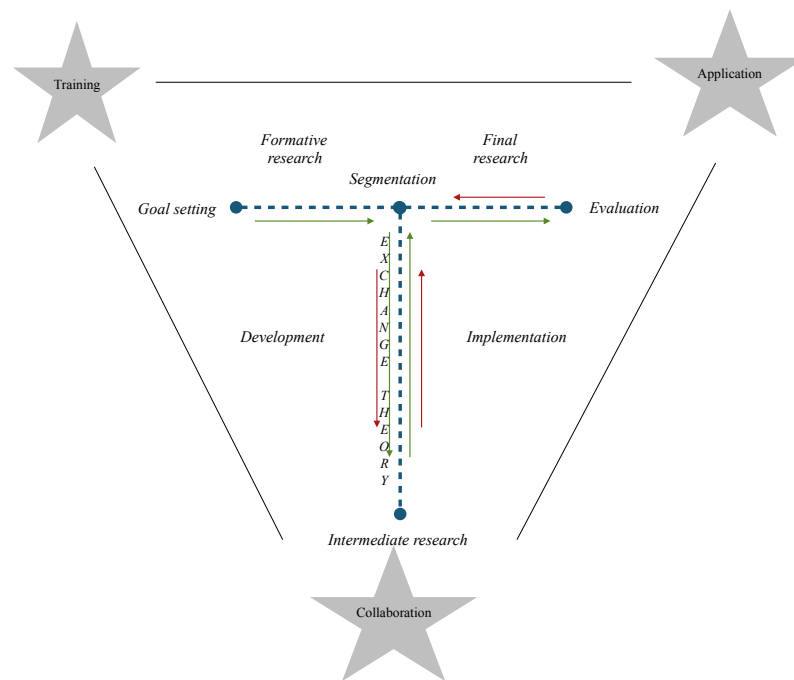 Training
Application
Formative
research
Final
research
Segmentation
Goal setting
Evaluation
E
X
C
H
A
N
G
E
T
H
E
O
R
Y
Development
Implementation
Intermediate research
Collaboration